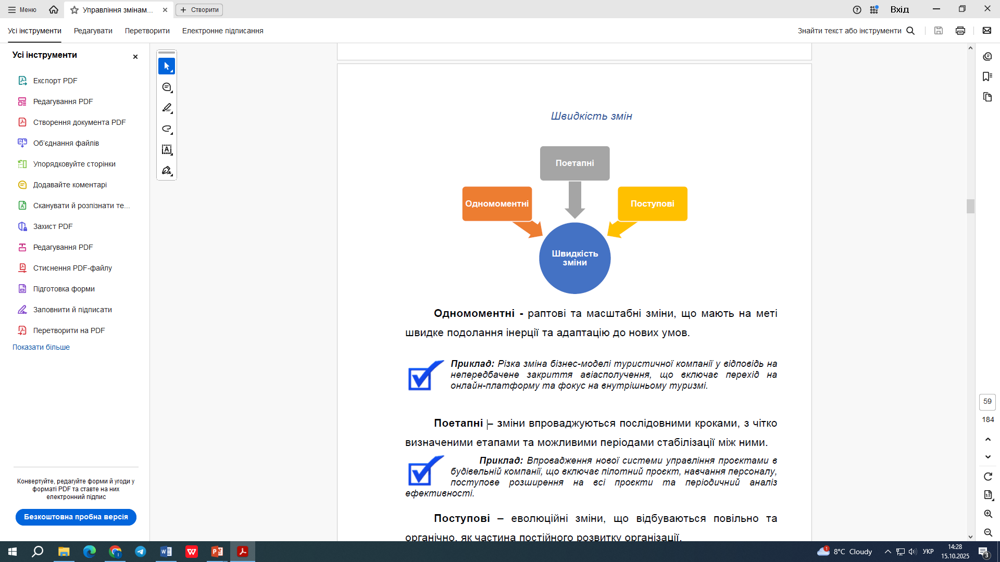 Меню
Управління змінам...
Створити
Вхід
Усі інструменти
Редагувати
Перетворити
Електронне підписання
Знайти текст або інструменти
Усі інструменти
Експорт PDF
Редагування PDF
Створення документа PDF
Об'єднання файлів
Упорядковуйте сторінки
Додавайте коментарі
Сканувати й розпізнати те...
Захист PDF
Редагування PDF
Стиснення PDF-файлу
Підготовка форми
Заповнити й підписати
Перетворити на PDF
Показати більше
Конвертуйте, редагуйте форми й угоди у
форматі PDF та ставте на них
електронний підпис
Безкоштовна пробна версія
Швидкість змін
Поетапні
Одномоментні
Поступові
Швидкість
зміни
Одномоментні - раптові та масштабні зміни, що мають на меті
швидке подолання інерції та адаптацію до нових умов.
Приклад: Різка зміна бізнес-моделі туристичної компанії у відповідь на
непередбачене закриття авіасполучення, що включає перехід на
онлайн-платформу та фокус на внутрішньому туризмі.
Поетапні – зміни впроваджуються послідовними кроками, з чітко
визначеними етапами та можливими періодами стабілізації між ними.
Приклад: Впровадження нової системи управління проєктами в
будівельній компанії, що включає пілотний проєкт, навчання персоналу,
поступове розширення на всі проєкти та періодичний аналіз
ефективності.
Поступові – еволюційні зміни, що відбуваються повільно та
органічно, як частина постійного розвитку організації.
59
184
8°C Cloudy
УКР
14:28
15.10.2025
3